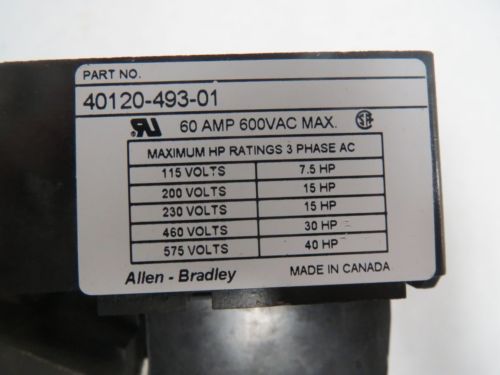 PART NO.
40120-493-01
60 AMP 600VAC MAX.
MAXIMUM HP RATINGS 3 PHASE AC
115 VOLTS 7.5 HP
200 VOLTS 15 HP
230 VOLTS 15 HP
460 VOLTS 30 HP
575 VOLTS 40 HP
Allen - Bradley MADE IN CANADA